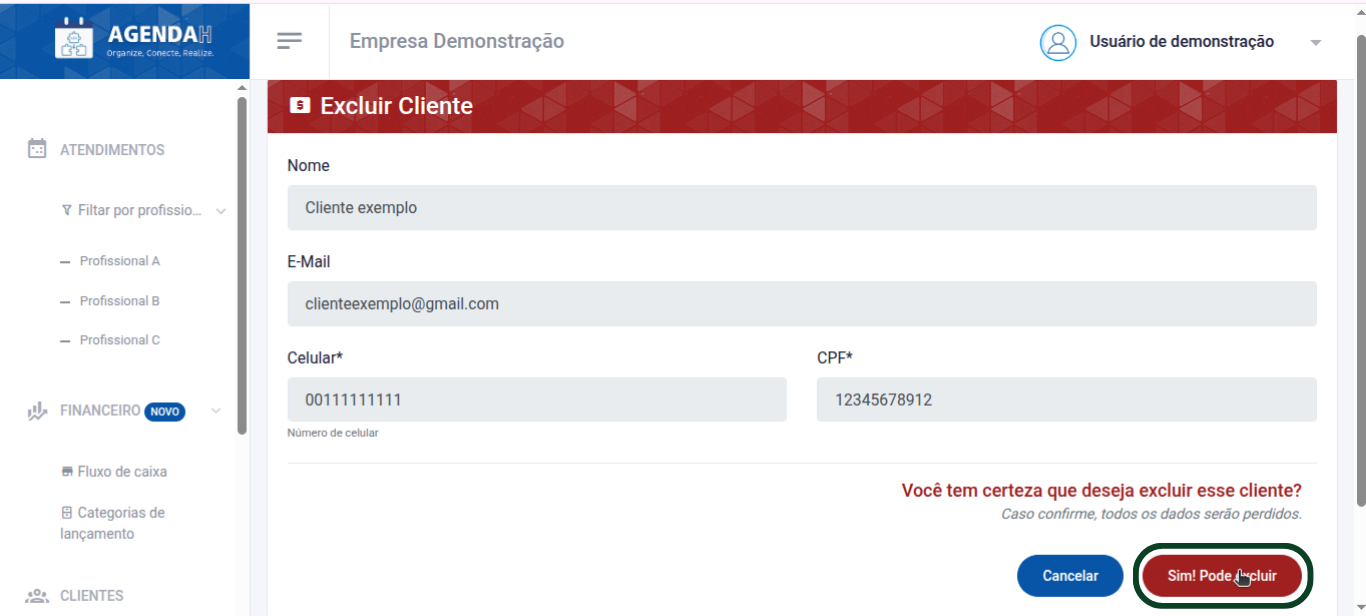 AGENDAH
Organize, Conecte, Realize.
Empresa Demonstração
Usuário de demonstração
ATENDIMENTOS
Filtar por profissio...
Profissional A
Profissional B
Profissional C
FINANCEIRO NOVO
Fluxo de caixa
Categorias de
lançamento
CLIENTES
Excluir Cliente
Nome
Cliente exemplo
E-Mail
clienteexemplo@gmail.com
Celular* CPF*
00111111111 12345678912
Número de celular
Você tem certeza que deseja excluir esse cliente?
Caso confirme, todos os dados serão perdidos.
Cancelar Sim! Pode excluir